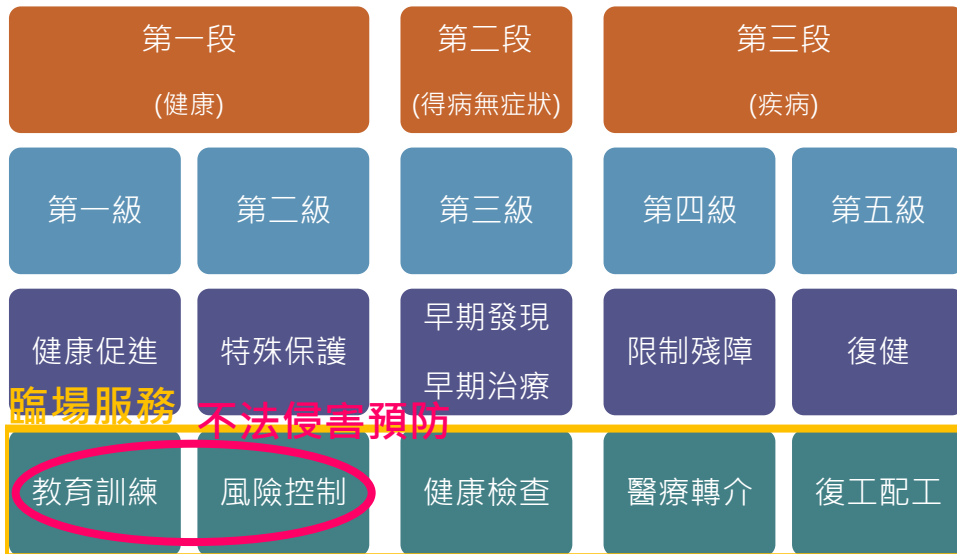 第一段
(健康)
第二段
(得病無症狀)
第三段
(疾病)
第一級
第二級
第三級
第四級
第五級
健康促進
特殊保護
早期發現
早期治療
限制殘障
復健
臨場服務
不法侵害預防
教育訓練
風險控制
健康檢查
醫療轉介
復工配工